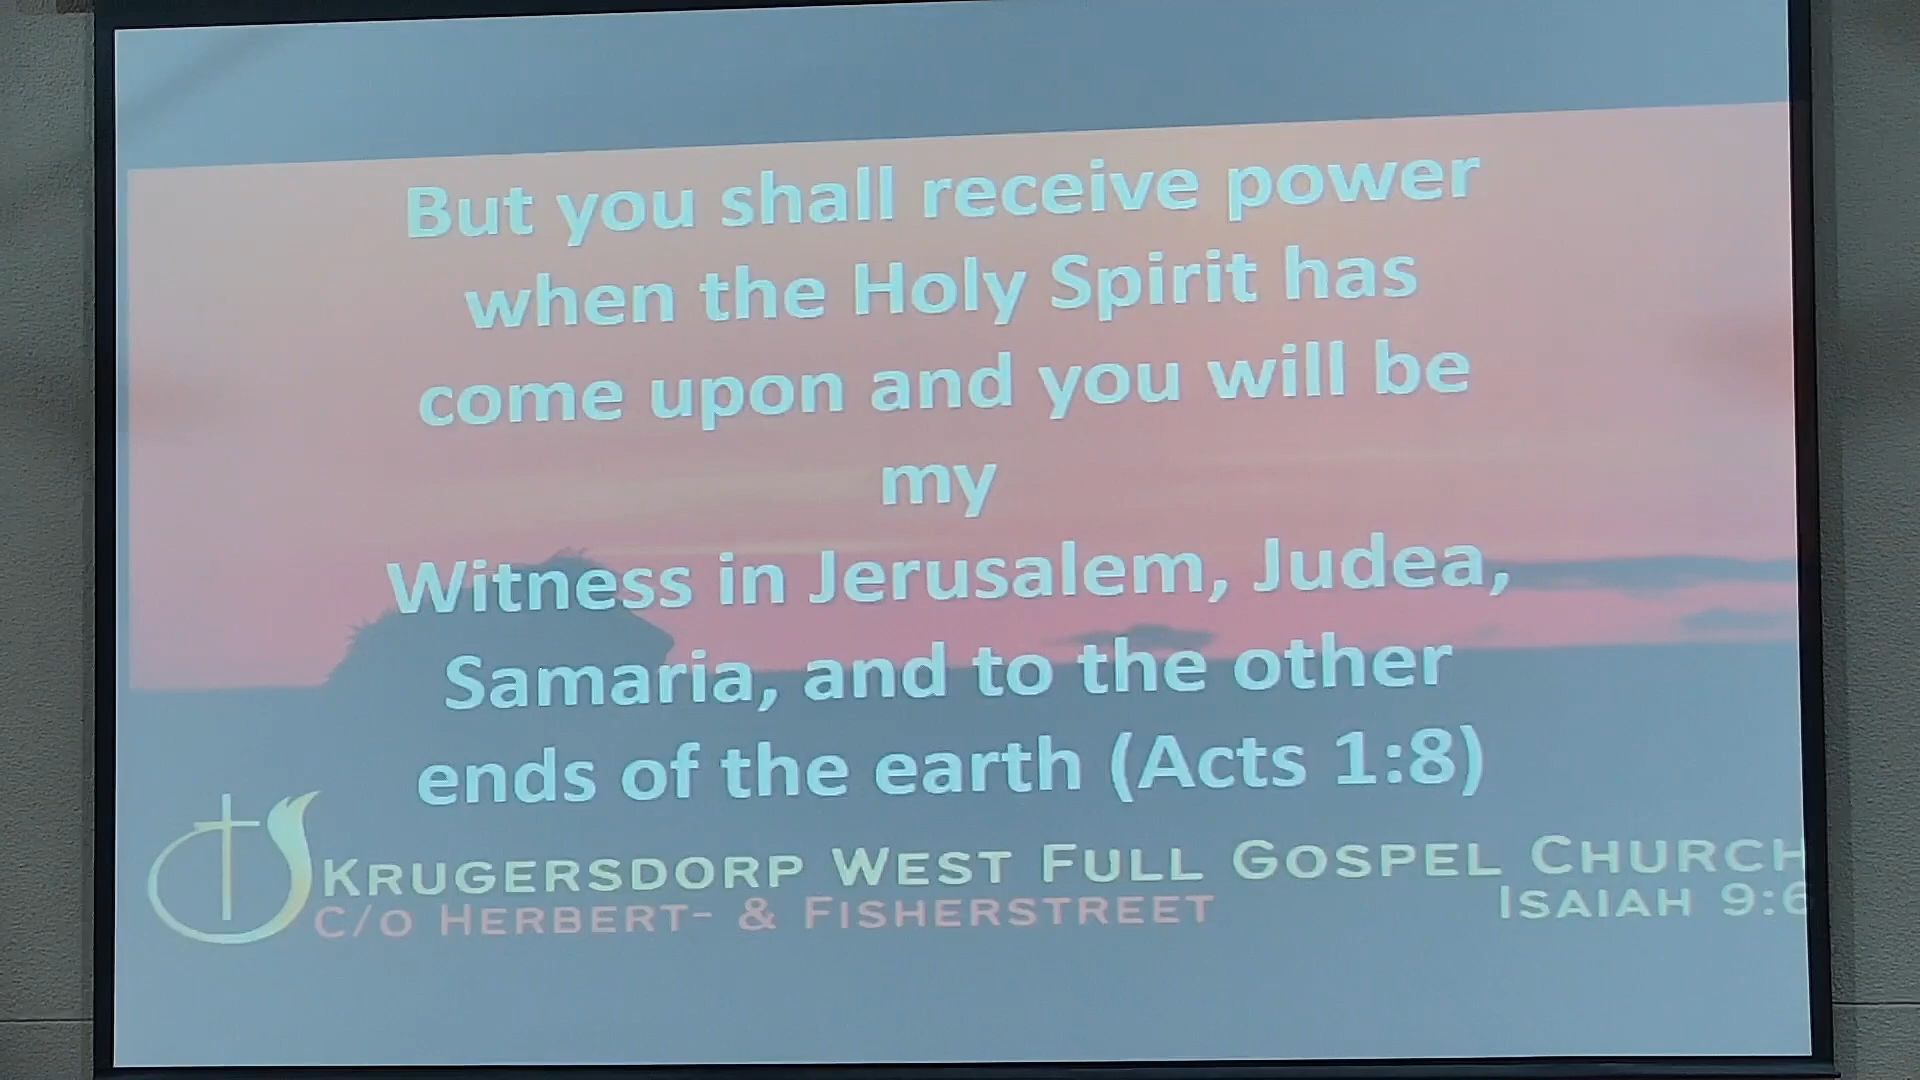 But you shall receive power
when the Holy Spirit has
come upon and you will be
my
Witness in Jerusalem, Judea,
Samaria, and to the other
ends of the earth (Acts 1:8)
KRUGERSDORP WEST FULL GOSPEL CHURCH
C/O HERBERT- & FISHERSTREET
ISAIAH 9:6